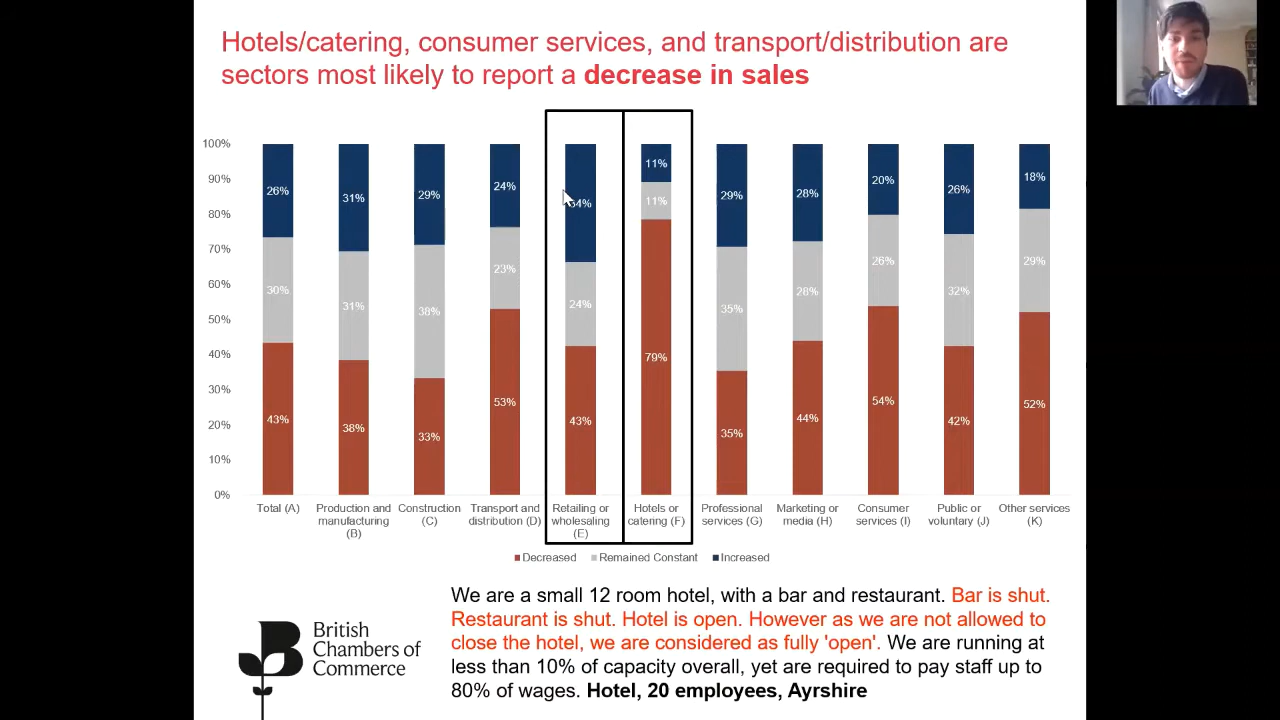 Hotels/catering, consumer services, and transport/distribution are
sectors most likely to report a decrease in sales
100%
90%
80%
70%
60%
50%
40%
30%
20%
10%
0%
26%
30%
43%
31%
31%
38%
29%
38%
33%
24%
23%
53%
34%
24%
43%
11%
11%
79%
29%
35%
35%
28%
28%
44%
20%
26%
54%
26%
32%
42%
18%
29%
52%
Total (A)
Production and
manufacturing
(B)
Construction
(C)
Transport and
distribution (D)
Retailing or
wholesaling
(E)
Hotels or
catering (F)
Professional
services (G)
Marketing or
media (H)
Consumer
services (I)
Public or
voluntary (J)
Other services
(K)
Decreased Remained Constant Increased
We are a small 12 room hotel, with a bar and restaurant. Bar is shut.
Restaurant is shut. Hotel is open. However as we are not allowed to
close the hotel, we are considered as fully 'open'. We are running at
less than 10% of capacity overall, yet are required to pay staff up to
80% of wages. Hotel, 20 employees, Ayrshire
British
Chambers of
Commerce